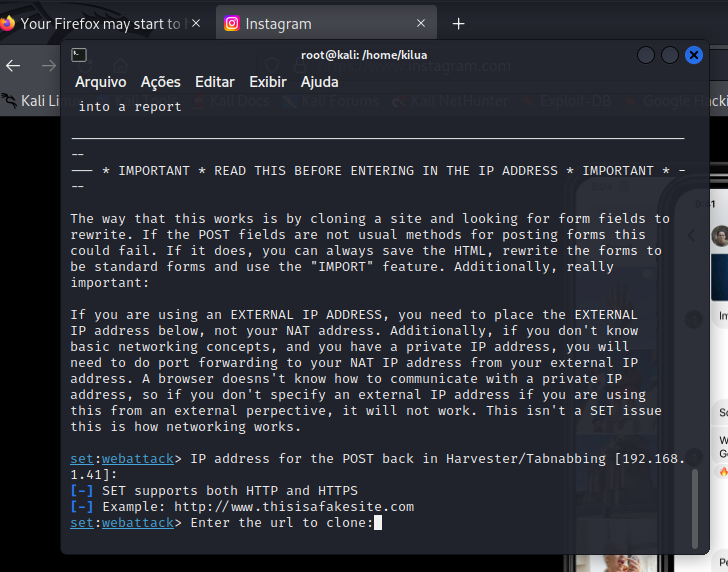 Your Firefox may start to
Instagram
root@kali: /home/kilua
instagram.com
Arquivo Ações Editar Exibir Ajuda
Kali Docs Kali Forums Kali NetHunter Exploit-DB Google Hacki
into a report
--
--- * IMPORTANT * READ THIS BEFORE ENTERING IN THE IP ADDRESS * IMPORTANT * -
--
The way that this works is by cloning a site and looking for form fields to
rewrite. If the POST fields are not usual methods for posting forms this
could fail. If it does, you can always save the HTML, rewrite the forms to
be standard forms and use the "IMPORT" feature. Additionally, really
important:
If you are using an EXTERNAL IP ADDRESS, you need to place the EXTERNAL
IP address below, not your NAT address. Additionally, if you don't know
basic networking concepts, and you have a private IP address, you will
need to do port forwarding to your NAT IP address from your external IP
address. A browser doesns't know how to communicate with a private IP
address, so if you don't specify an external IP address if you are using
this from an external perpective, it will not work. This isn't a SET issue
this is how networking works.
set:webattack> IP address for the POST back in Harvester/Tabnabbing [192.168.
1.41]:
[-] SET supports both HTTP and HTTPS
[-] Example: http://www.thisisafakesite.com
set:webattack> Enter the url to clone: